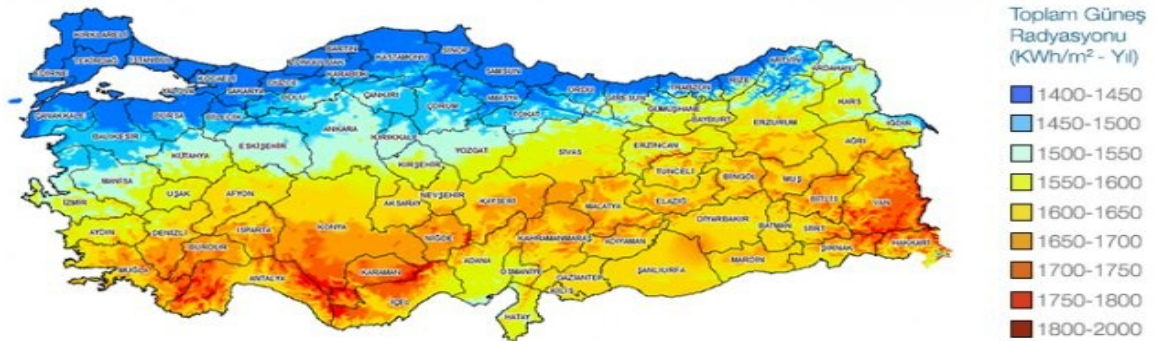 Toplam Güneş
Radyasyonu
(KWh/m² - Yıl)
1400-1450
1450-1500
1500-1550
1550-1600
1600-1650
1650-1700
1700-1750
1750-1800
1800-2000
KIRKLARELİ
TEKİRDAĞ
İSTANBUL
EDİRNE
KOCAELİ
YALOVA
SAKARYA
DÜZCE
BOLU
ZONGULDAK
BARTIN
KARABÜK
KASTAMONU
SİNOP
SAMSUN
ÇANKIRI
ÇORUM
AMASYA
TOKAT
ORDU
GİRESUN
TRABZON
RİZE
ARTVİN
ARDAHAN
KARS
IĞDIR
GÜMÜŞHANE
BAYBURT
ERZURUM
AĞRI
ÇANAKKALE
BALIKESİR
BURSA
BİLECİK
ESKİŞEHİR
ANKARA
KIRIKKALE
YOZGAT
SİVAS
ERZİNCAN
KÜTAHYA
KIRŞEHİR
TUNCELİ
BİNGÖL
MUŞ
MANİSA
İZMİR
UŞAK
AFYON
AKSARAY
NEVŞEHİR
KAYSERİ
MALATYA
ELAZIĞ
BİTLİS
VAN
AYDIN
DENİZLİ
ISPARTA
BURDUR
KONYA
NİĞDE
KAHRAMANMARAŞ
ADIYAMAN
DİYARBAKIR
BATMAN
SİİRT
ŞIRNAK
HAKKARİ
MUĞLA
ANTALYA
KARAMAN
İÇEL
ADANA
OSMANİYE
GAZİANTEP
KİLİS
ŞANLIURFA
MARDİN
HATAY